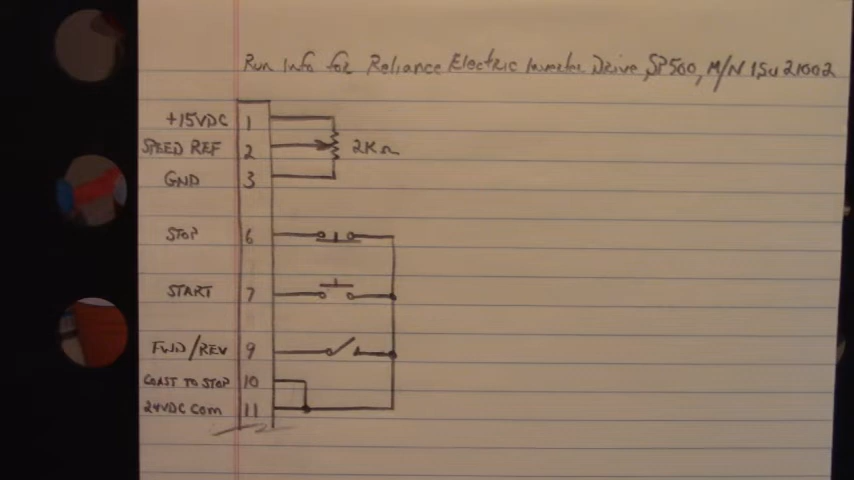 Run Info for Reliance Electric Inverter Drive, SP500, M/N 1SU21002
+15VDC 1
SPEED REF 2 2KΩ
GND 3
STOP 6
START 7
FWD/REV 9
COAST TO STOP 10
24VDC Com 11